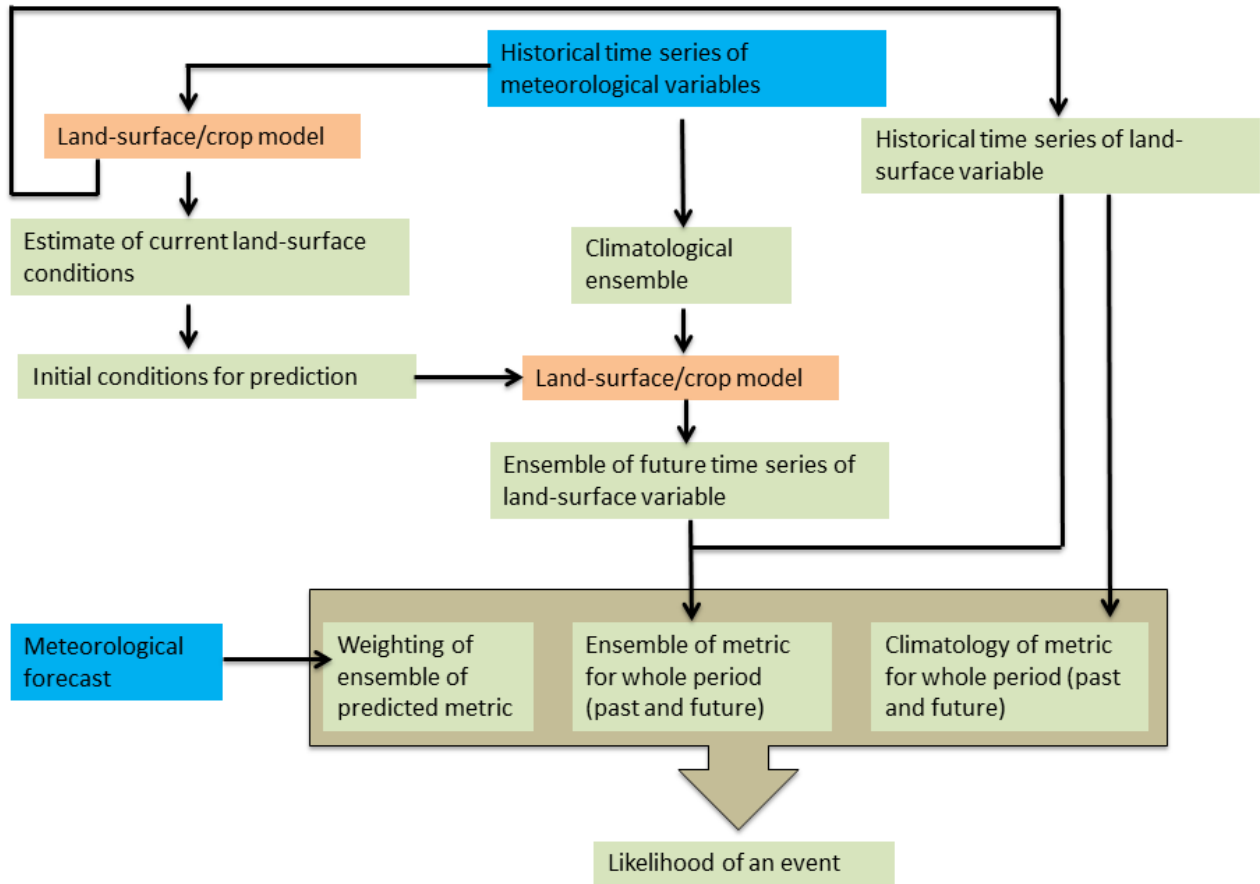 Historical time series of
meteorological variables
Land-surface/crop model
Historical time series of land-
surface variable
Estimate of current land-surface
conditions
Climatological
ensemble
Initial conditions for prediction
Land-surface/crop model
Ensemble of future time series of
land-surface variable
Meteorological
forecast
Weighting of
ensemble of
predicted metric
Ensemble of metric
for whole period
(past and future)
Climatology of metric
for whole period (past
and future)
Likelihood of an event